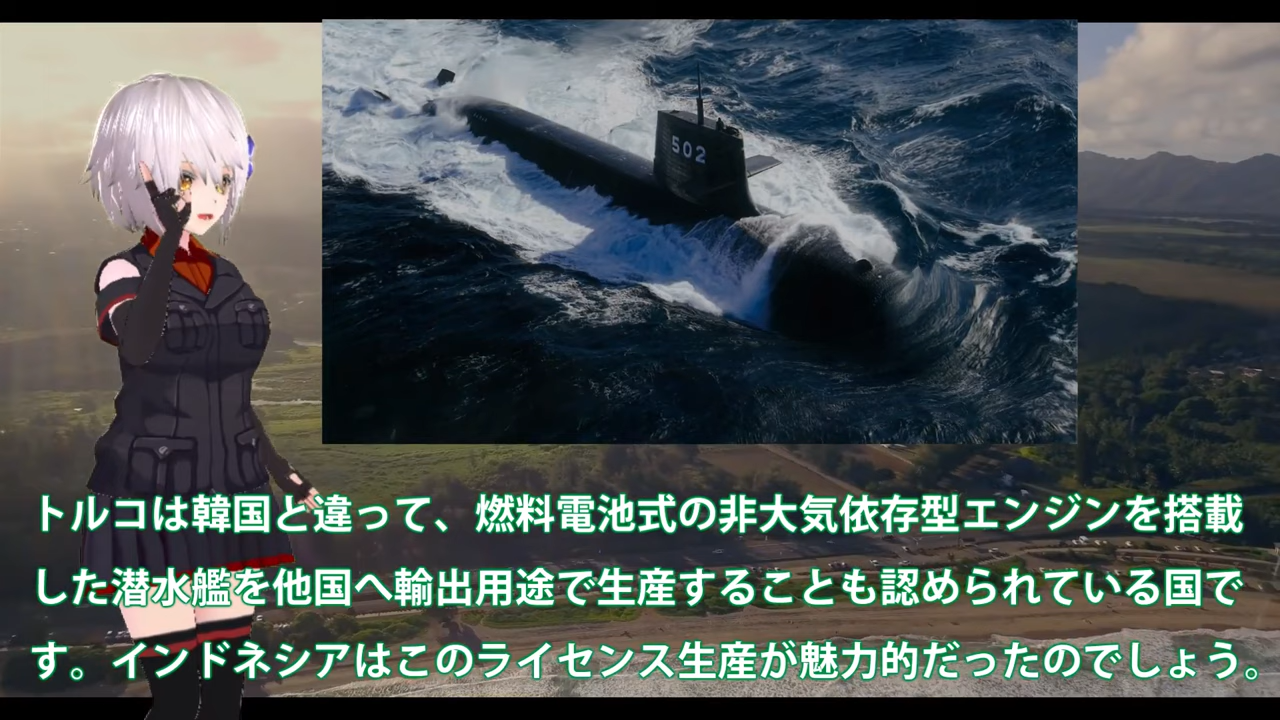 502
トルコは韓国と違って、燃料電池式の非大気依存型エンジンを搭載
した潜水艦を他国へ輸出用途で生産することも認められている国で
す。インドネシアはこのライセンス生産が魅力的だったのでしょう。